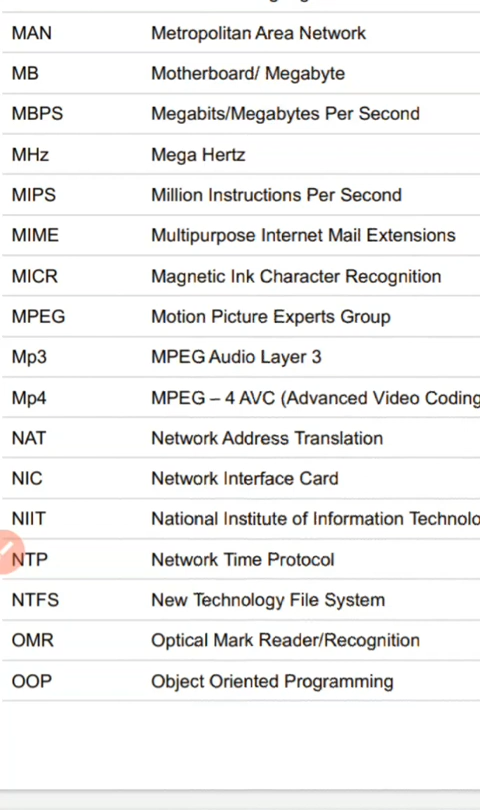 MAN Metropolitan Area Network
MB Motherboard/ Megabyte
MBPS Megabits/Megabytes Per Second
MHz Mega Hertz
MIPS Million Instructions Per Second
MIME Multipurpose Internet Mail Extensions
MICR Magnetic Ink Character Recognition
MPEG Motion Picture Experts Group
Mp3 MPEG Audio Layer 3
Mp4 MPEG – 4 AVC (Advanced Video Coding
NAT Network Address Translation
NIC Network Interface Card
NIIT National Institute of Information Technolo
NTP Network Time Protocol
NTFS New Technology File System
OMR Optical Mark Reader/Recognition
OOP Object Oriented Programming